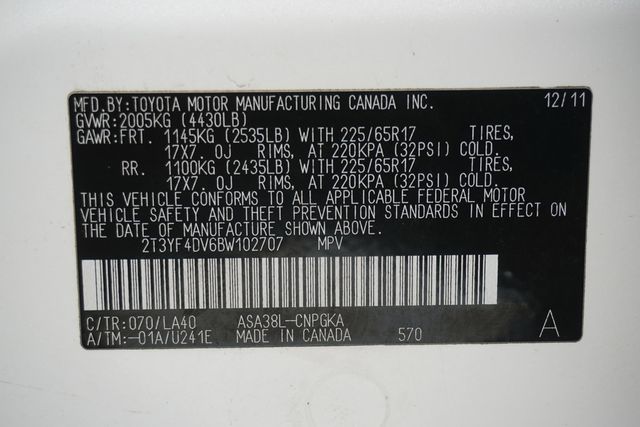 MFD.BY:TOYOTA MOTOR MANUFACTURING CANADA INC. 12/11
GVWR:2005KG (4430LB)
GAWR:FRT. 1145KG (2535LB) WITH 225/65R17 TIRES,
17X7.0J RIMS, AT 220KPA (32PSI) COLD.
RR. 1100KG (2435LB) WITH 225/65R17 TIRES,
17X7.0J RIMS, AT 220KPA (32PSI) COLD.
THIS VEHICLE CONFORMS TO ALL APPLICABLE FEDERAL MOTOR
VEHICLE SAFETY AND THEFT PREVENTION STANDARDS IN EFFECT ON
THE DATE OF MANUFACTURE SHOWN ABOVE.
2T3YF4DV6BW102707 MPV
C/TR:070/LA40 ASA38L-CNPGKA
A/TM:-01A/U241E MADE IN CANADA 570 A